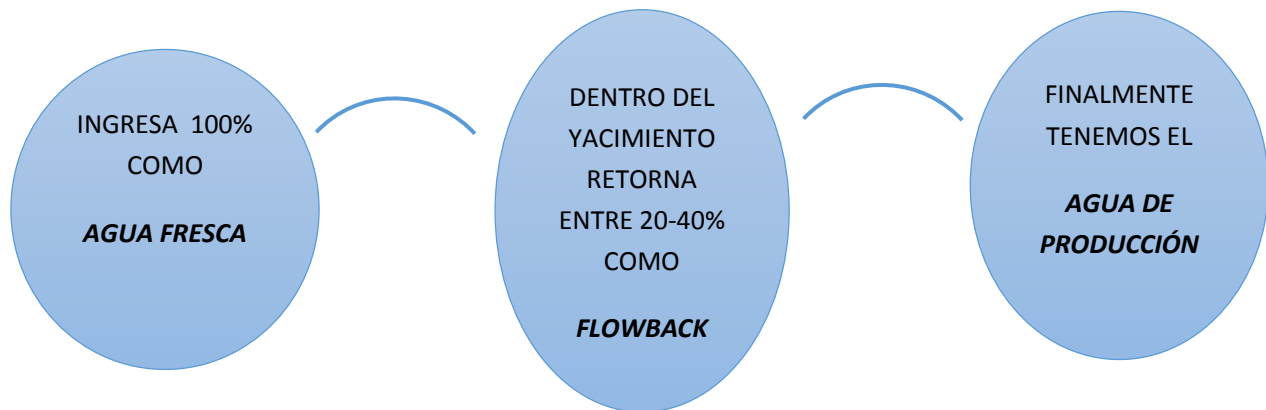 INGRESA 100%
COMO
AGUA FRESCA
DENTRO DEL
YACIMIENTO
RETORNA
ENTRE 20-40%
COMO
FLOWBACK
FINALMENTE
TENEMOS EL
AGUA DE
PRODUCCIÓN